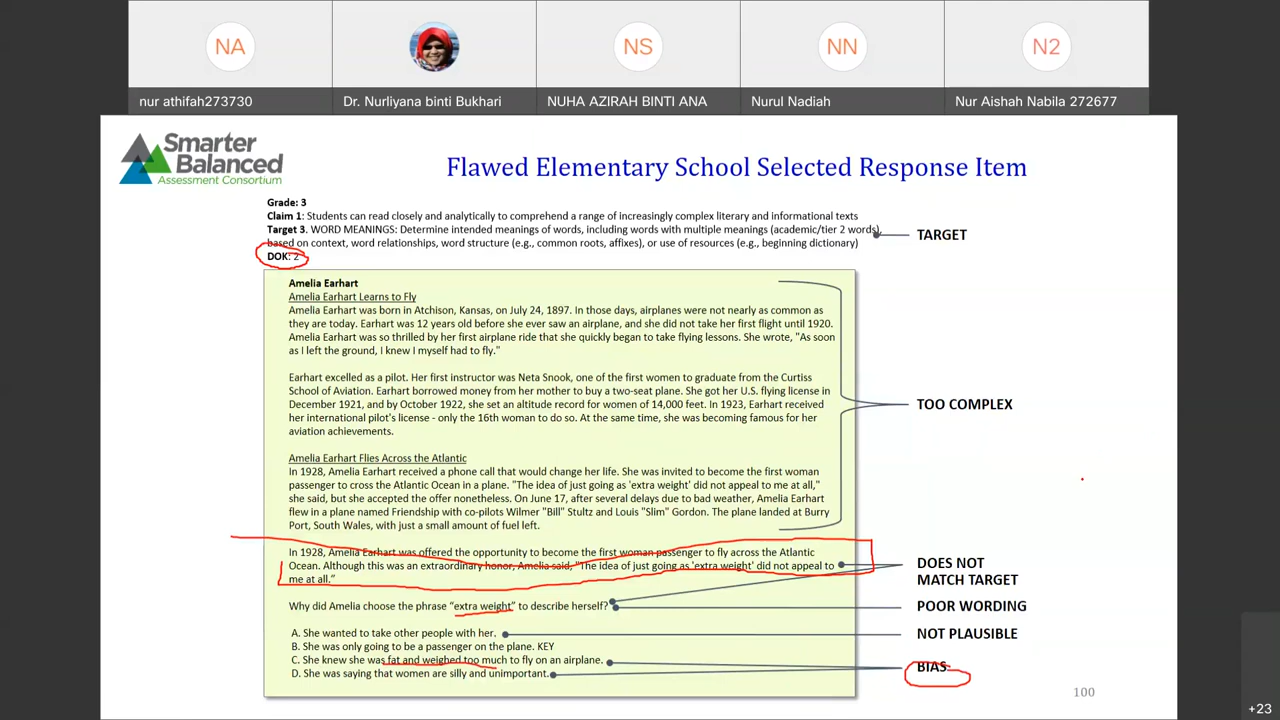 NA
NS
NN
N2
nur athifah273730
Dr. Nurliyana binti Bukhari
NUHA AZIRAH BINTI ANA
Nurul Nadiah
Nur Aishah Nabila 272677
Smarter
Balanced
Assessment Consortium
Flawed Elementary School Selected Response Item
Grade: 3
Claim 1: Students can read closely and analytically to comprehend a range of increasingly complex literary and informational texts
Target 3. WORD MEANINGS: Determine intended meanings of words, including words with multiple meanings (academic/tier 2 words),
based on context, word relationships, word structure (e.g., common roots, affixes), or use of resources (e.g., beginning dictionary)
TARGET
DOK: 2
Amelia Earhart
Amelia Earhart Learns to Fly
Amelia Earhart was born in Atchison, Kansas, on July 24, 1897. In those days, airplanes were not nearly as common as
they are today. Earhart was 12 years old before she ever saw an airplane, and she did not take her first flight until 1920.
Amelia Earhart was so thrilled by her first airplane ride that she quickly began to take flying lessons. She wrote, "As soon
as I left the ground, I knew I myself had to fly."
Earhart excelled as a pilot. Her first instructor was Neta Snook, one of the first women to graduate from the Curtiss
School of Aviation. Earhart borrowed money from her mother to buy a two-seat plane. She got her U.S. flying license in
December 1921, and by October 1922, she set an altitude record for women of 14,000 feet. In 1923, Earhart received
her International pilot's license - only the 16th woman to do so. At the same time, she was becoming famous for her
aviation achievements.
TOO COMPLEX
Amelia Earhart Flies Across the Atlantic
In 1928, Amelia Earhart received a phone call that would change her life. She was invited to become the first woman
passenger to cross the Atlantic Ocean in a plane. "The idea of just going as 'extra weight' did not appeal to me at all,"
she said, but she accepted the offer nonetheless. On June 17, after several delays due to bad weather, Amelia Earhart
flew in a plane named Friendship with co-pilots Wilmer "Bill" Stultz and Louis "Slim" Gordon. The plane landed at Burry
Port, South Wales, with just a small amount of fuel left.
In 1928, Amelia Earhart was offered the opportunity to become the first woman passenger to fly across the Atlantic
Ocean. Although this was an extraordinary honor, Amelia said, "The idea of just going as 'extra weight' did not appeal to
me at all.”
DOES NOT
MATCH TARGET
Why did Amelia choose the phrase “extra weight” to describe herself?
POOR WORDING
A. She wanted to take other people with her.
NOT PLAUSIBLE
B. She was only going to be a passenger on the plane. KEY
C. She knew she was fat and weighed too much to fly on an airplane.
BIAS
D. She was saying that women are silly and unimportant.
100
+23